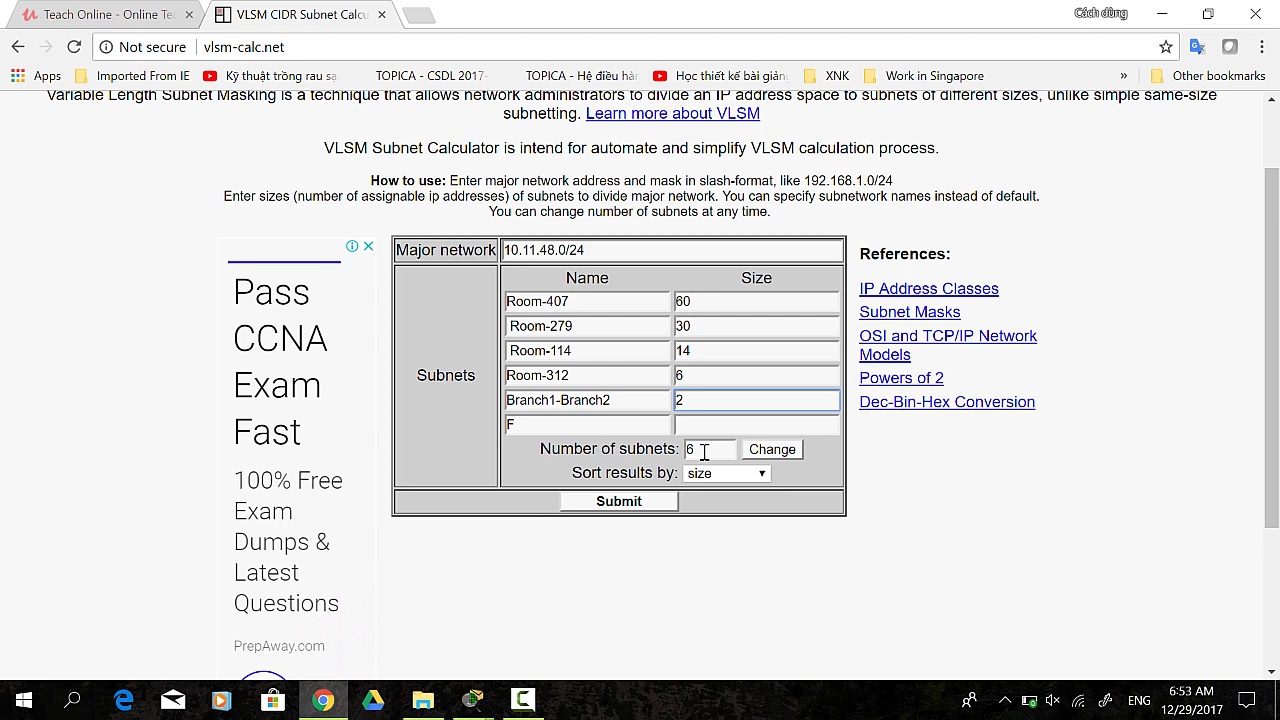 Teach Online - Online Te
VLSM CIDR Subnet Calcu
Cách dùng
Not secure
vlsm-calc.net
Apps
Imported From IE
Kỹ thuật trồng rau sạ
TOPICA - CSDL 2017-
TOPICA - Hệ điều hàn
Học thiết kế bài giảng
XNK
Work in Singapore
»
Other bookmarks
Variable Length Subnet Masking is a technique that allows network administrators to divide an IP address space to subnets of different sizes, unlike simple same-size
subnetting. Learn more about VLSM
VLSM Subnet Calculator is intend for automate and simplify VLSM calculation process.
How to use: Enter major network address and mask in slash-format, like 192.168.1.0/24
Enter sizes (number of assignable ip addresses) of subnets to divide major network. You can specify subnetwork names instead of default.
You can change number of subnets at any time.
Major network 10.11.48.0/24
Subnets
Name Size
Room-407 60
Room-279 30
Room-114 14
Room-312 6
Branch1-Branch2 2
F
Number of subnets: 6 Change
Sort results by: size
Submit
References:
IP Address Classes
Subnet Masks
OSI and TCP/IP Network
Models
Powers of 2
Dec-Bin-Hex Conversion
Pass
CCNA
Exam
Fast
100% Free
Exam
Dumps &
Latest
Questions
PrepAway.com
ENG
6:53 AM
12/29/2017